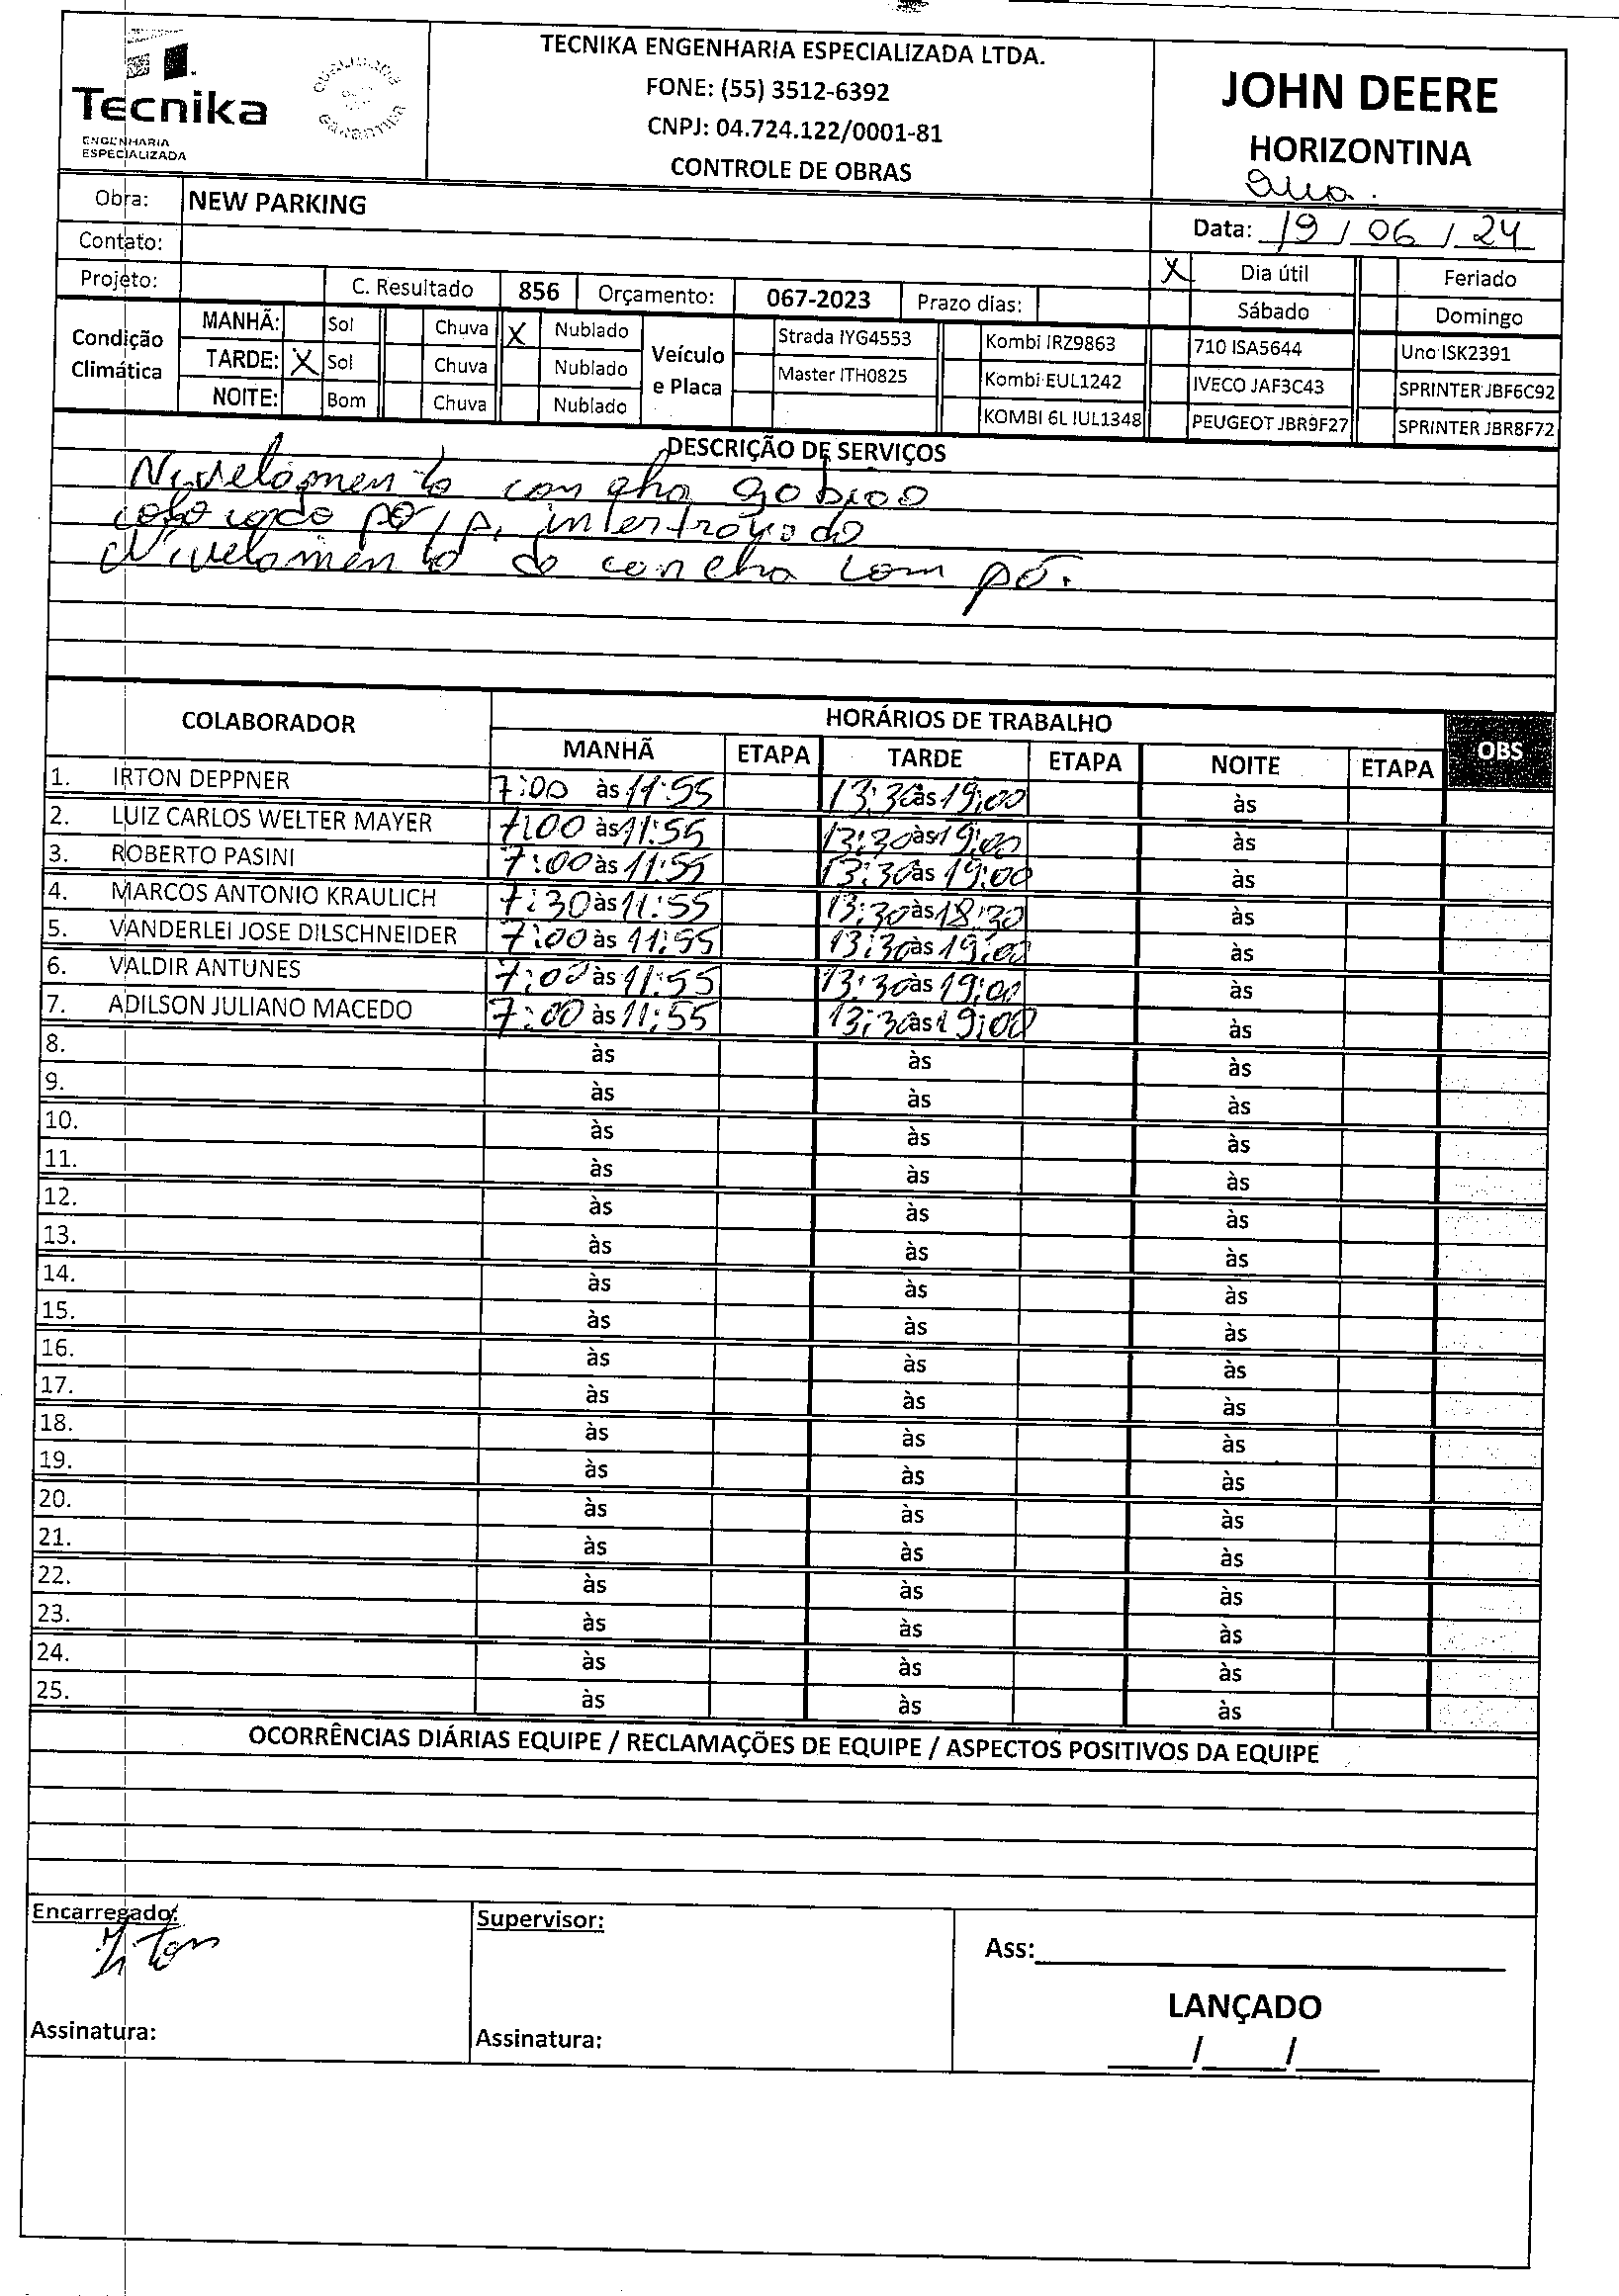 Tecnika
ENGENHARIA
ESPECIALIZADA
QUALIDADE
GARANTIDA
TECNIKA ENGENHARIA ESPECIALIZADA LTDA.
FONE: (55) 3512-6392
CNPJ: 04.724.122/0001-81
CONTROLE DE OBRAS
JOHN DEERE
HORIZONTINA
Obra: NEW PARKING
Data: 19 / 06 / 24
Contato:
X Dia útil Feriado
Projeto: C. Resultado 856 Orçamento: 067-2023 Prazo dias:
Sábado Domingo
Condição Climática
MANHÃ: Sol Chuva X Nublado
TARDE: X Sol Chuva Nublado
NOITE: Bom Chuva Nublado
Veículo e Placa
Strada IYG4553 Kombi IRZ9863 710 ISA5644 Uno ISK2391
Master ITH0825 Kombi EUL1242 IVECO JAF3C43 SPRINTER JBF6C92
KOMBI 6L IUL1348 PEUGEOT JBR9F27 SPRINTER JBR8F72
DESCRIÇÃO DE SERVIÇOS
Nivelamento concha
colocado pó p,
Nivelamento de concha com pó.
COLABORADOR HORÁRIOS DE TRABALHO OBS
MANHÃ ETAPA TARDE ETAPA NOITE ETAPA
1. IRTON DEPPNER 7:00 às 11:55 13:30 às 19:00 às
2. LUIZ CARLOS WELTER MAYER 7:00 às 11:55 13:30 às 19:00 às
3. ROBERTO PASINI 7:00 às 11:55 13:30 às 19:00 às
4. MARCOS ANTONIO KRAULICH 7:30 às 11:55 13:30 às 18:30 às
5. VANDERLEI JOSE DILSCHNEIDER 7:00 às 11:55 13:30 às 19:00 às
6. VALDIR ANTUNES 7:00 às 11:55 13:30 às 19:00 às
7. ADILSON JULIANO MACEDO 7:00 às 11:55 13:30 às 19:00 às
8. às às às
9. às às às
10. às às às
11. às às às
12. às às às
13. às às às
14. às às às
15. às às às
16. às às às
17. às às às
18. às às às
19. às às às
20. às às às
21. às às às
22. às às às
23. às às às
24. às às às
25. às às às
OCORRÊNCIAS DIÁRIAS EQUIPE / RECLAMAÇÕES DE EQUIPE / ASPECTOS POSITIVOS DA EQUIPE
Encarregado: Supervisor:
Irton
Ass:
LANÇADO
Assinatura: Assinatura:
/ /